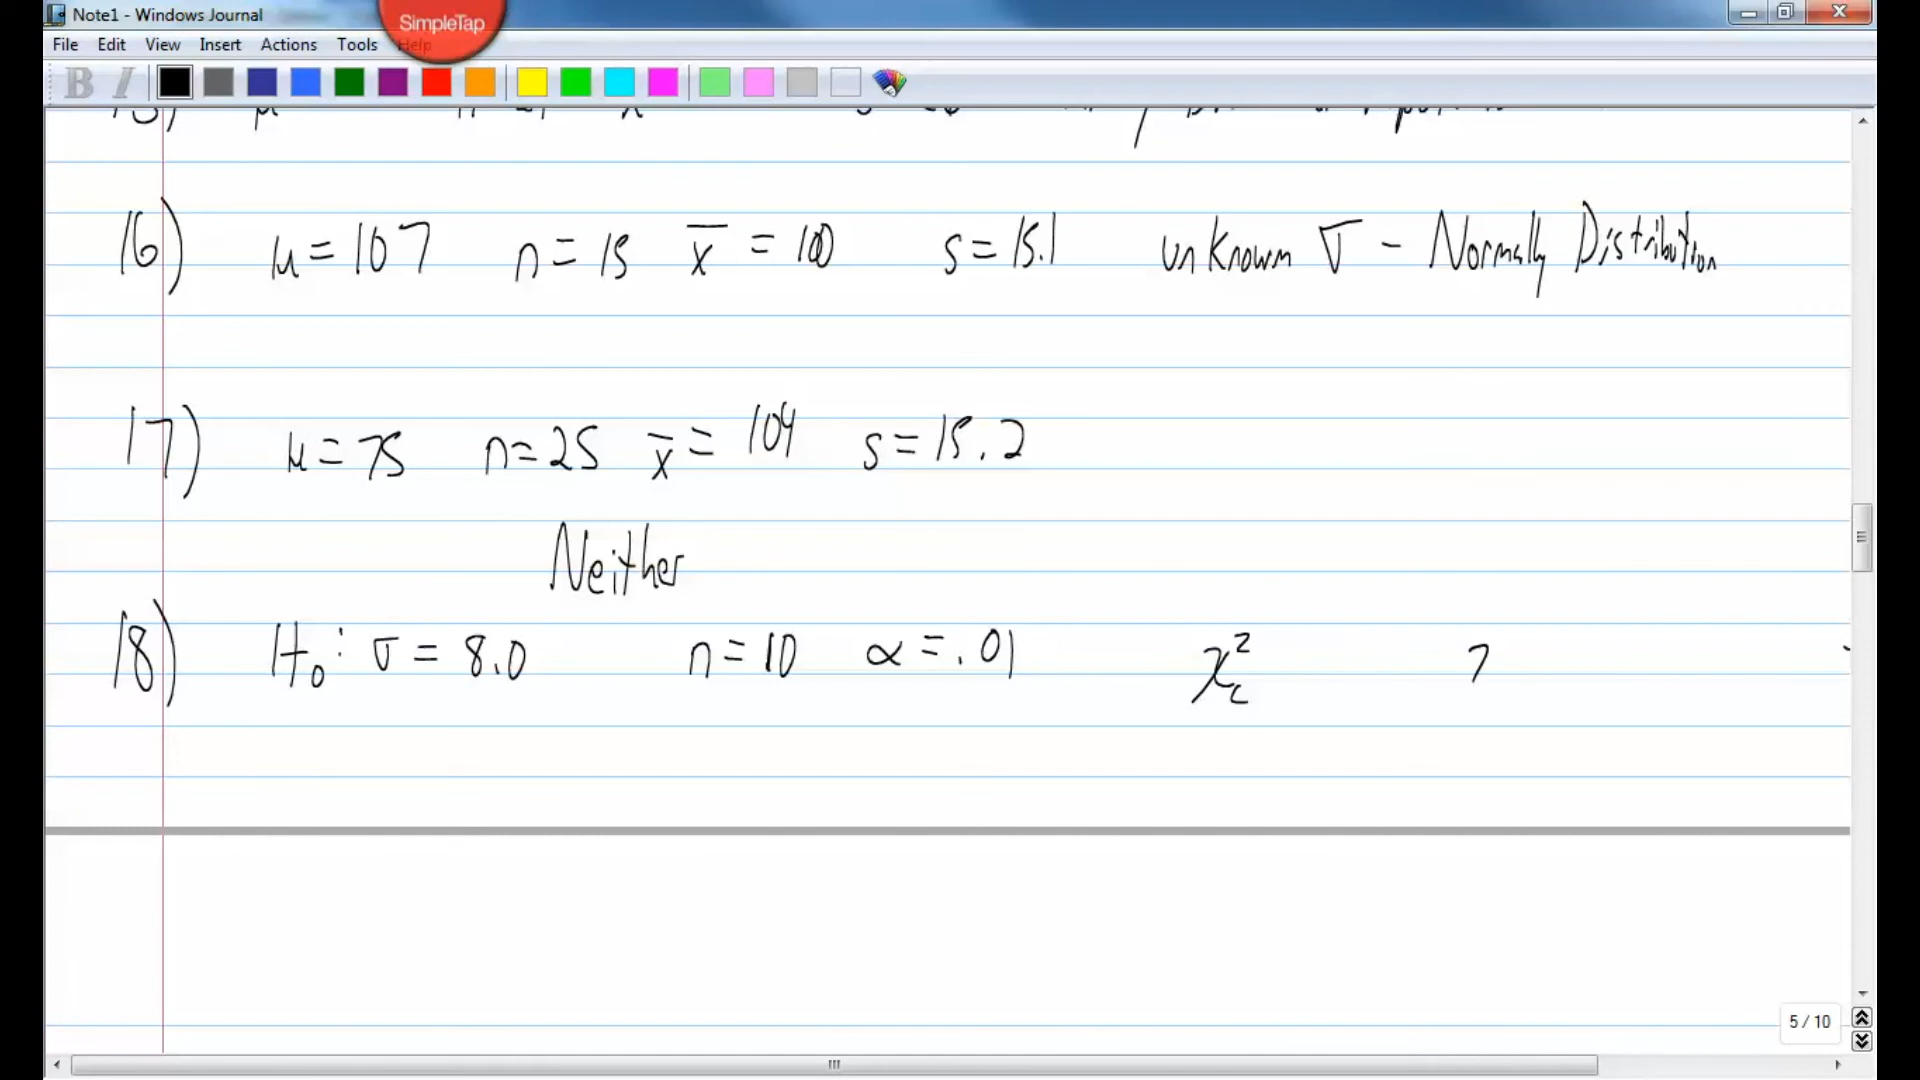 Note1 - Windows Journal
SimpleTap
File Edit View Insert Actions Tools Help
B I
16) μ = 107 n = 15 x̄ = 100 s = 15.1 unknown σ - Normally Distribution
17) μ = 75 n = 25 x̄ = 104 s = 15.2
Neither
18) H₀: σ = 8.0 n = 10 α = .01 χ²c
5 / 10